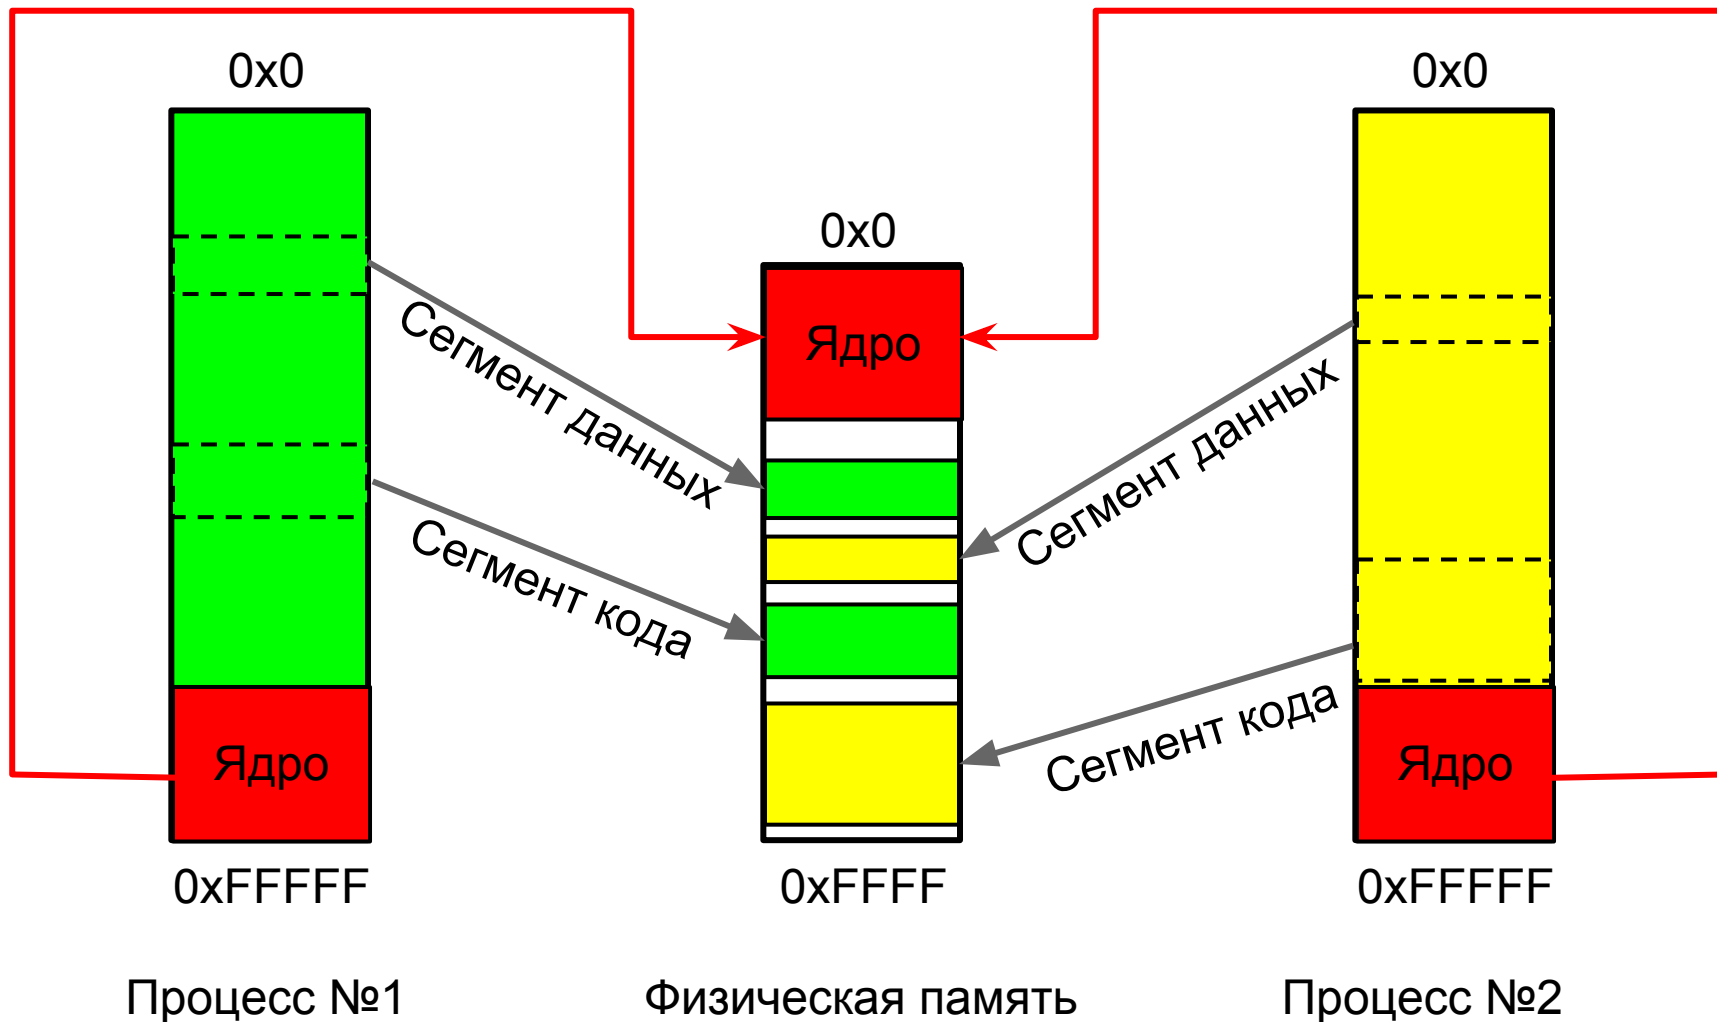 0x0
0x0
0x0
Сегмент данных
Сегмент кода
Ядро
Сегмент данных
Сегмент кода
Ядро
Ядро
0xFFFFF
0xFFFF
0xFFFFF
Процесс №1
Физическая память
Процесс №2